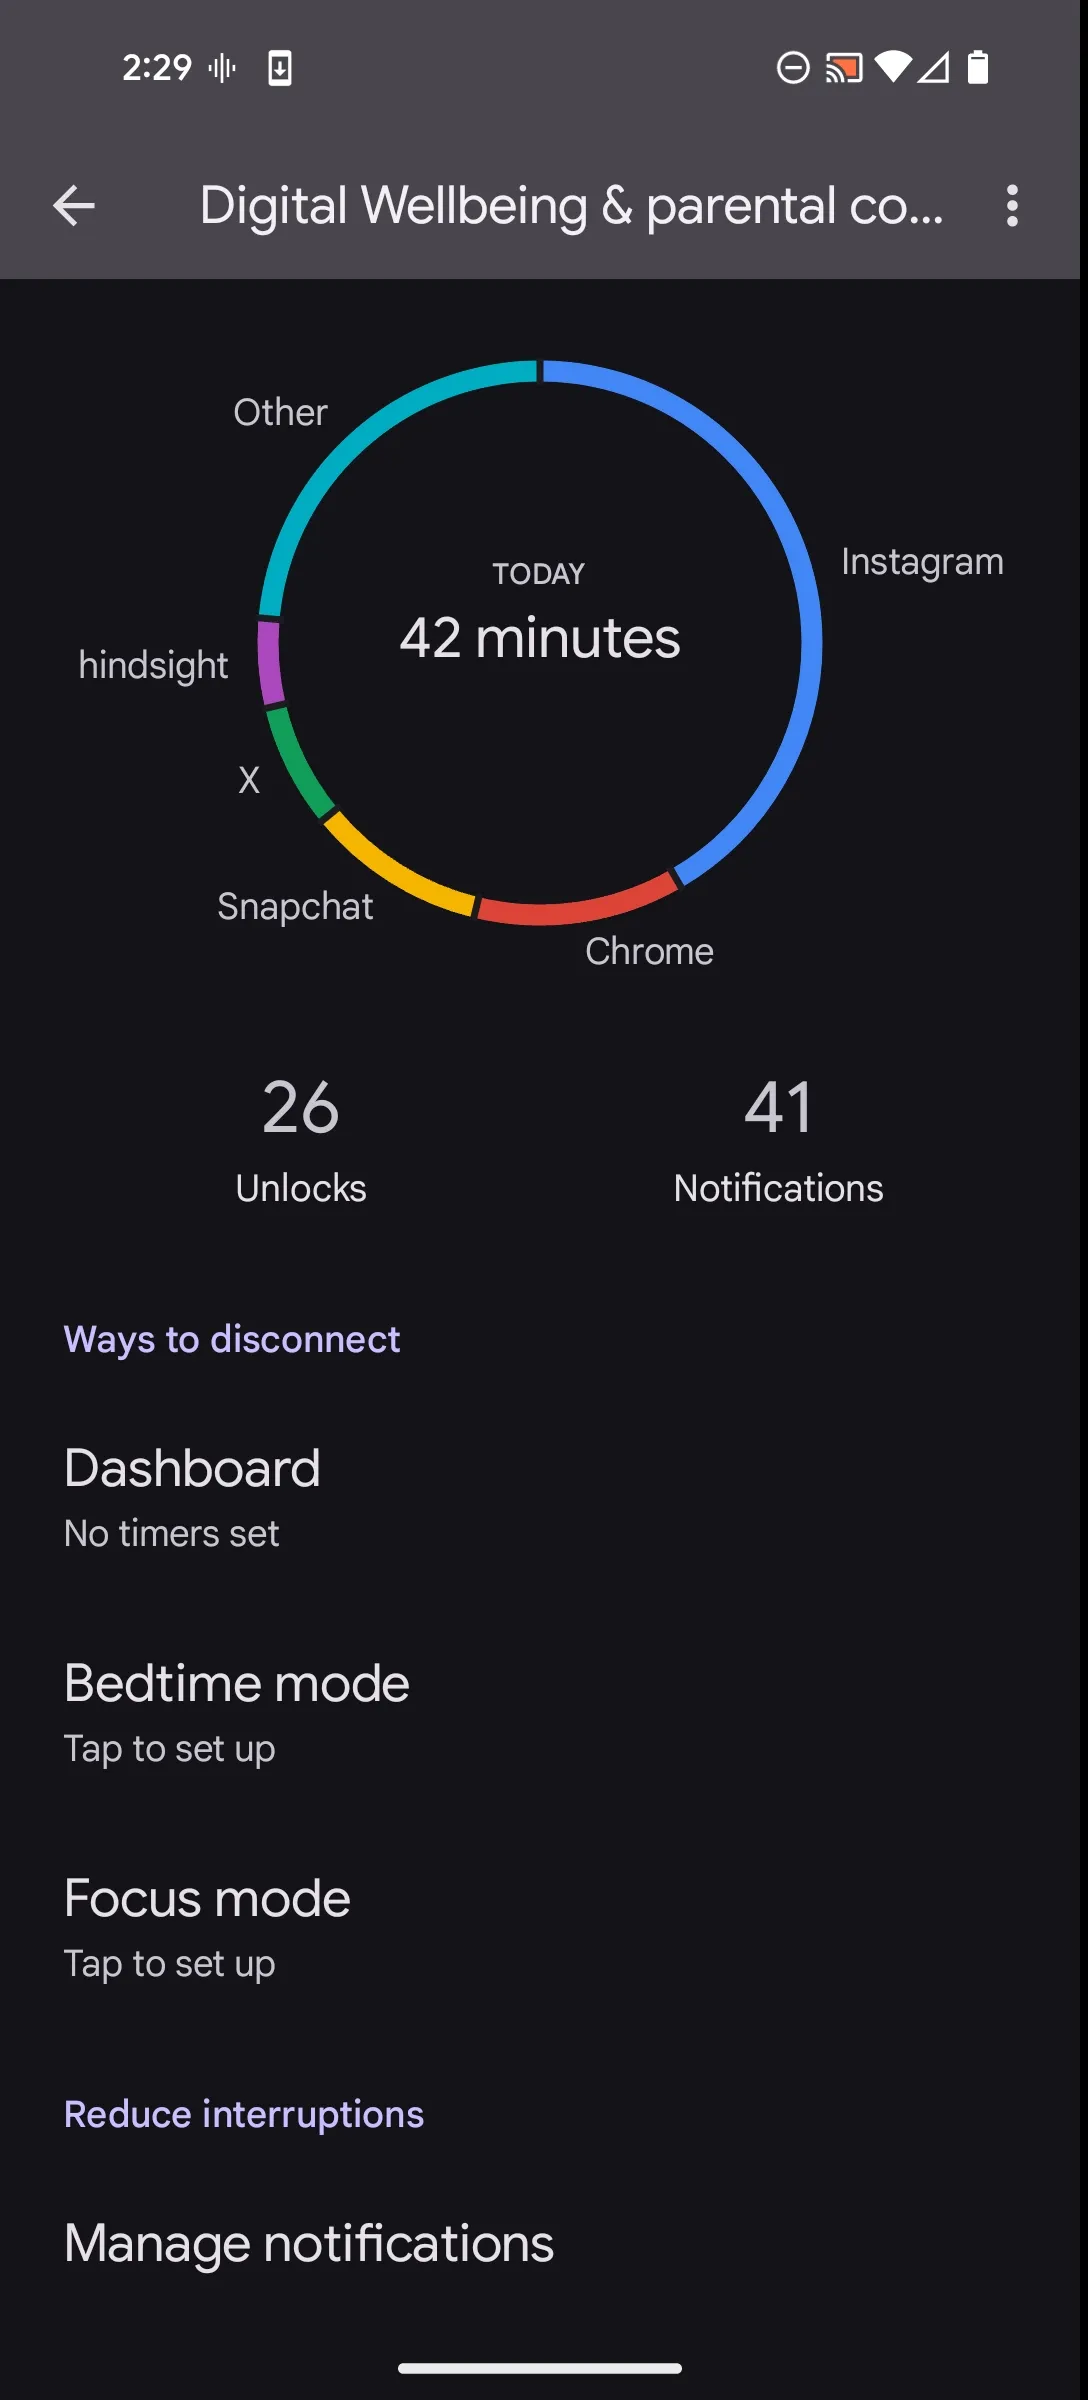 2:29
Digital Wellbeing & parental co...
Other
Instagram
TODAY
42 minutes
hindsight
X
Snapchat
Chrome
26
Unlocks
41
Notifications
Ways to disconnect
Dashboard
No timers set
Bedtime mode
Tap to set up
Focus mode
Tap to set up
Reduce interruptions
Manage notifications